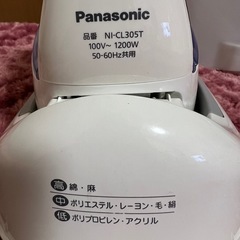 Panasonic
品番 NI-CL305T
100V~ 1200W
50-60Hz共用
高 綿・麻
中 ポリエステル・レーヨン・毛・絹
低 ポリプロピレン・アクリル